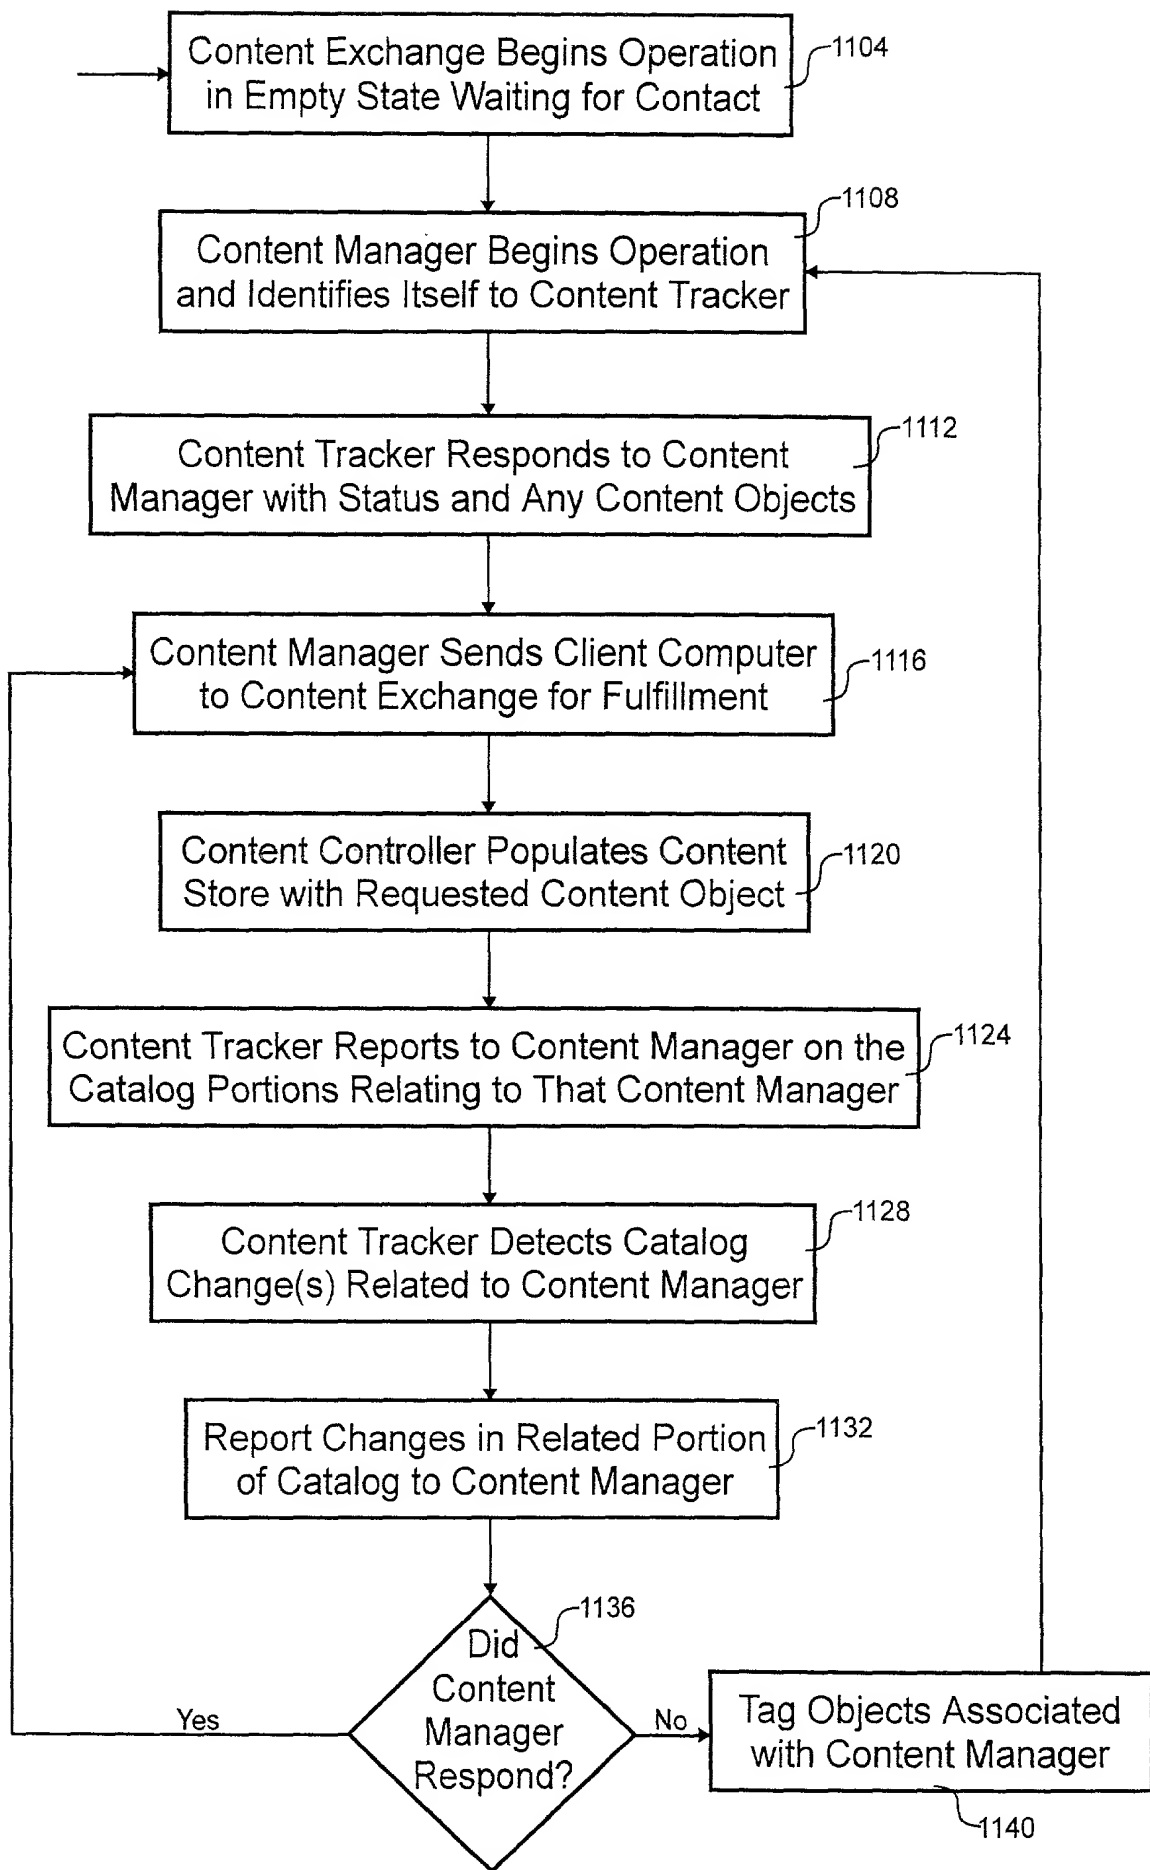 Content Exchange Begins Operation
in Empty State Waiting for Contact
1104
Content Manager Begins Operation
and Identifies Itself to Content Tracker
1108
Content Tracker Responds to Content
Manager with Status and Any Content Objects
1112
Content Manager Sends Client Computer
to Content Exchange for Fulfillment
1116
Content Controller Populates Content
Store with Requested Content Object
1120
Content Tracker Reports to Content Manager on the
Catalog Portions Relating to That Content Manager
1124
Content Tracker Detects Catalog
Change(s) Related to Content Manager
1128
Report Changes in Related Portion
of Catalog to Content Manager
1132
Did
Content
Manager
Respond?
1136
Yes
No
Tag Objects Associated
with Content Manager
1140